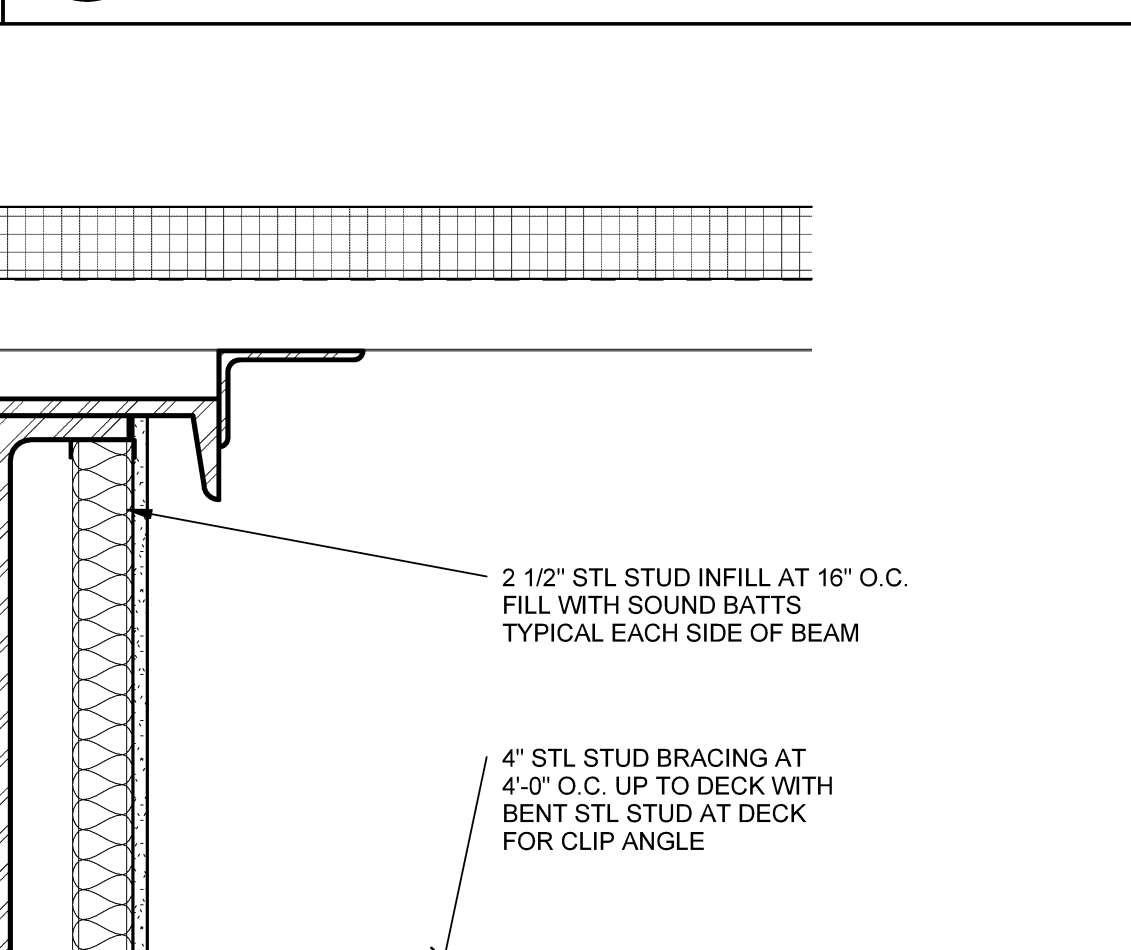 2 1/2" STL STUD INFILL AT 16" O.C.
FILL WITH SOUND BATTS
TYPICAL EACH SIDE OF BEAM
4" STL STUD BRACING AT
4'-0" O.C. UP TO DECK WITH
BENT STL STUD AT DECK
FOR CLIP ANGLE